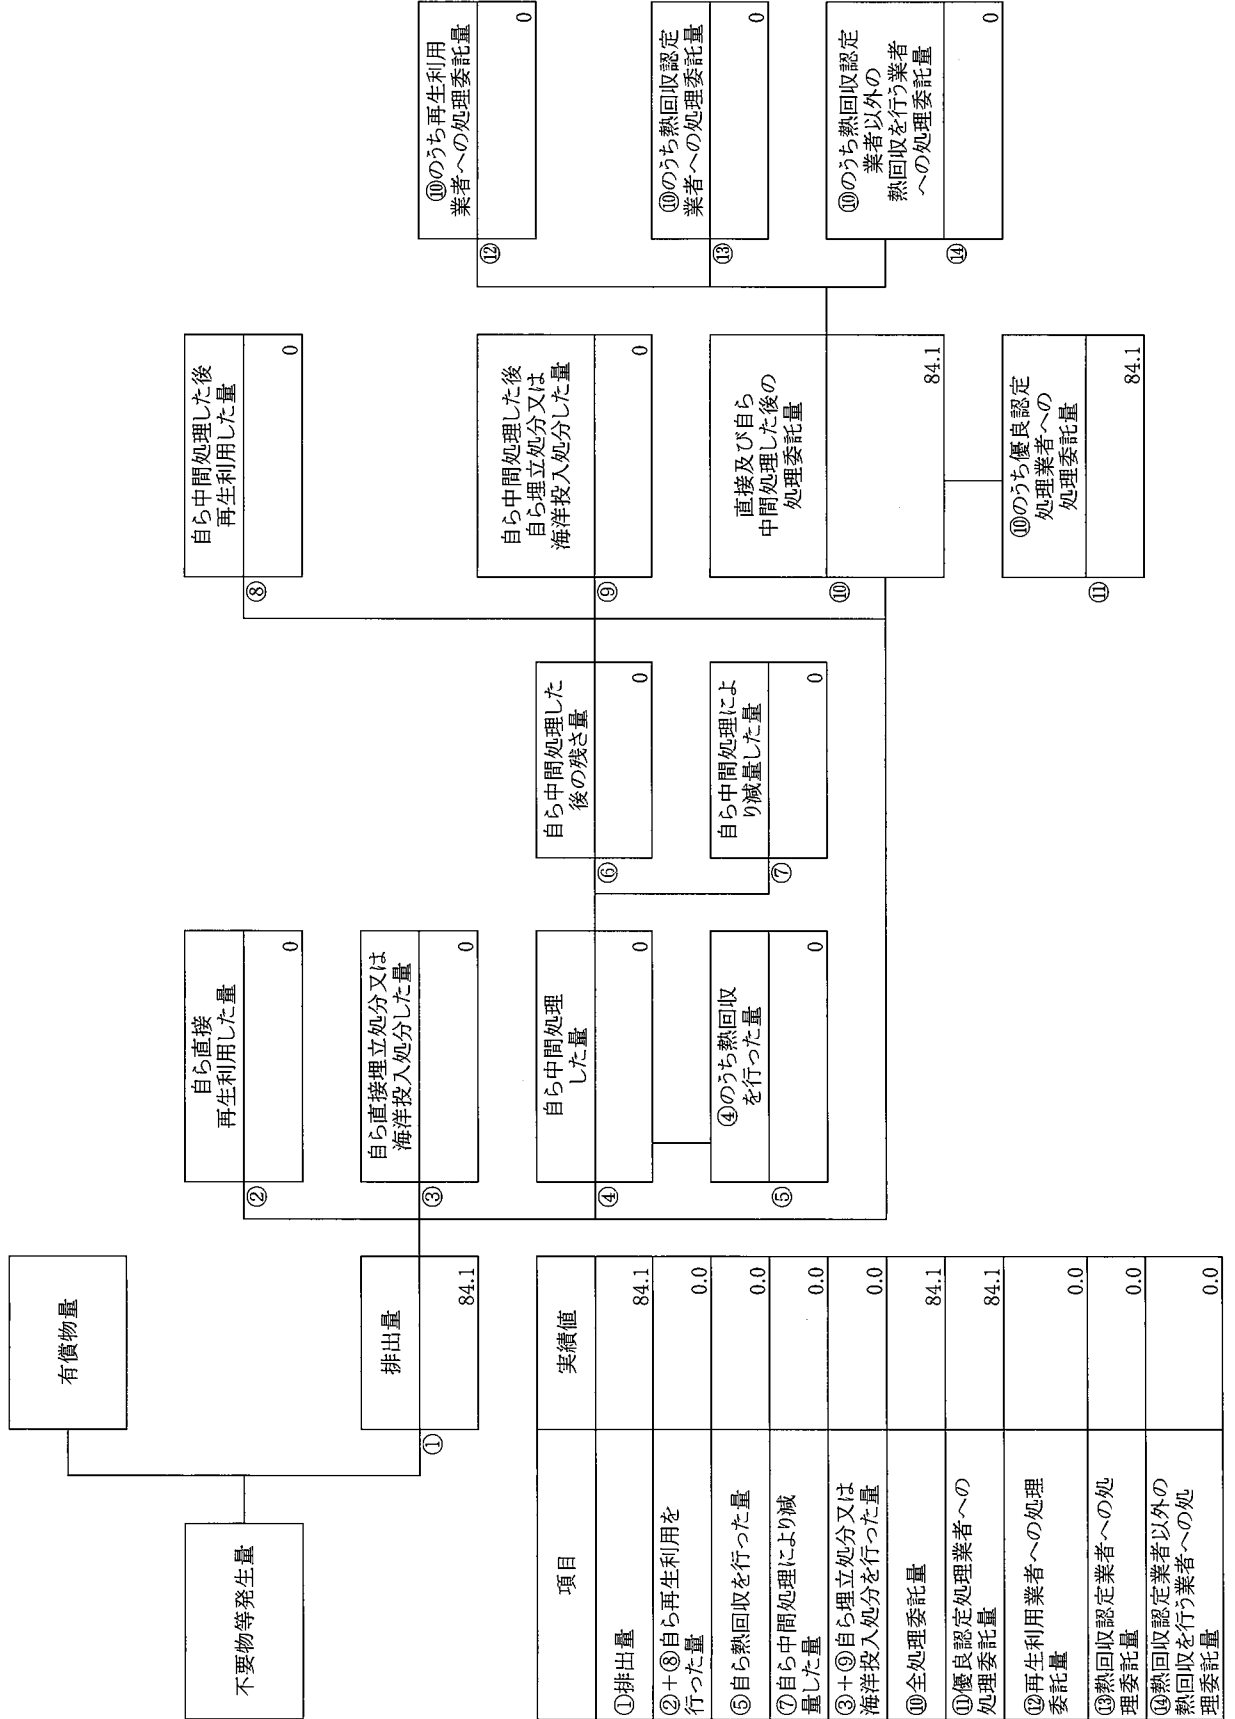 不要物等発生量
有償物量
①
排出量
84.1
②
自ら直接
再生利用した量
0
③
自ら直接埋立処分又は
海洋投入処分した量
0
④
自ら中間処理
した量
0
⑤
④のうち熱回収
を行った量
0
⑥
自ら中間処理した
後の残さ量
0
⑦
自ら中間処理によ
り減量した量
0
⑧
自ら中間処理した後
再生利用した量
0
⑨
自ら中間処理した後
自ら埋立処分又は
海洋投入処分した量
0
⑩
直接及び自ら
中間処理した後の
処理委託量
84.1
⑪
⑩のうち優良認定
処理業者への
処理委託量
84.1
⑫
⑩のうち再生利用
業者への処理委託量
0
⑬
⑩のうち熱回収認定
業者への処理委託量
0
⑭
⑩のうち熱回収認定
業者以外の
熱回収を行う業者
への処理委託量
0
項目 実績値
①排出量 84.1
②+⑧自ら再生利用を
行った量 0.0
⑤自ら熱回収を行った量 0.0
⑦自ら中間処理により減
量した量 0.0
③+⑨自ら埋立処分又は
海洋投入処分を行った量 0.0
⑩全処理委託量 84.1
⑪優良認定処理業者への
処理委託量 84.1
⑫再生利用業者への処理
委託量 0.0
⑬熱回収認定業者への処
理委託量 0.0
⑭熱回収認定業者以外の
熱回収を行う業者への処
理委託量 0.0